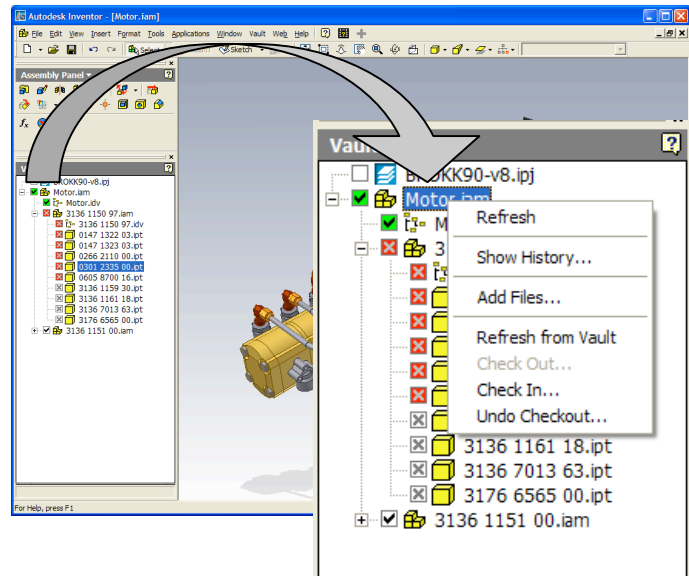 Autodesk Inventor - [Motor.iam]
File Edit View Insert Format Tools Applications Window Vault Web Help
Select Sketch
Assembly Panel
fx
BROKK90-v8.ipj
Motor.iam
Motor.idv
3136 1150 97.iam
3136 1150 97.idv
0147 1322 03.ipt
0147 1323 03.ipt
0266 2110 00.ipt
0301 2335 00.ipt
0605 8700 16.ipt
3136 1159 30.ipt
3136 1161 18.ipt
3136 7013 63.ipt
3176 6565 00.ipt
3136 1151 00.iam
For Help, press F1
Vau
BROKK90-v8.ipj
Motor.iam
M
3
Refresh
Show History...
Add Files...
Refresh from Vault
Check Out...
Check In...
Undo Checkout...
3136 1161 18.ipt
3136 7013 63.ipt
3176 6565 00.ipt
3136 1151 00.iam